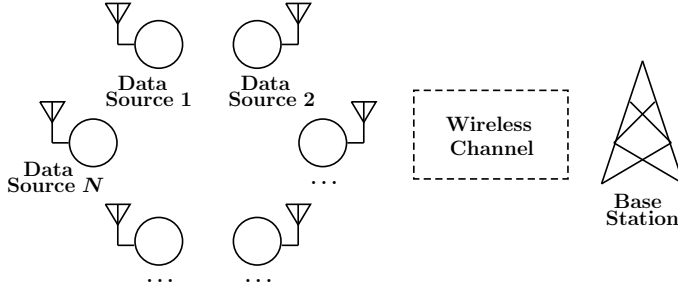 Data
Source 1
Data
Source 2
Wireless
Channel
Data
Source N
...
Base
Station
...
...